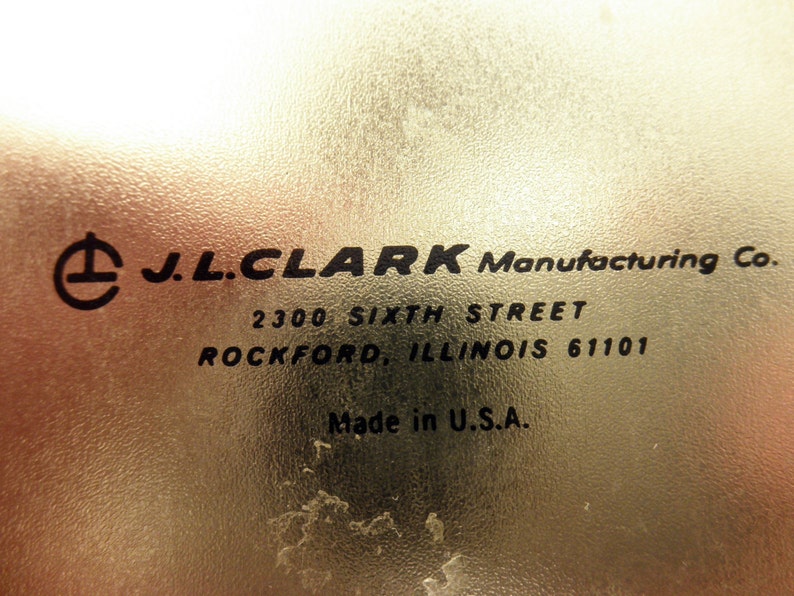 J.L.CLARK Manufacturing Co.
2300 SIXTH STREET
ROCKFORD, ILLINOIS 61101
Made in U.S.A.